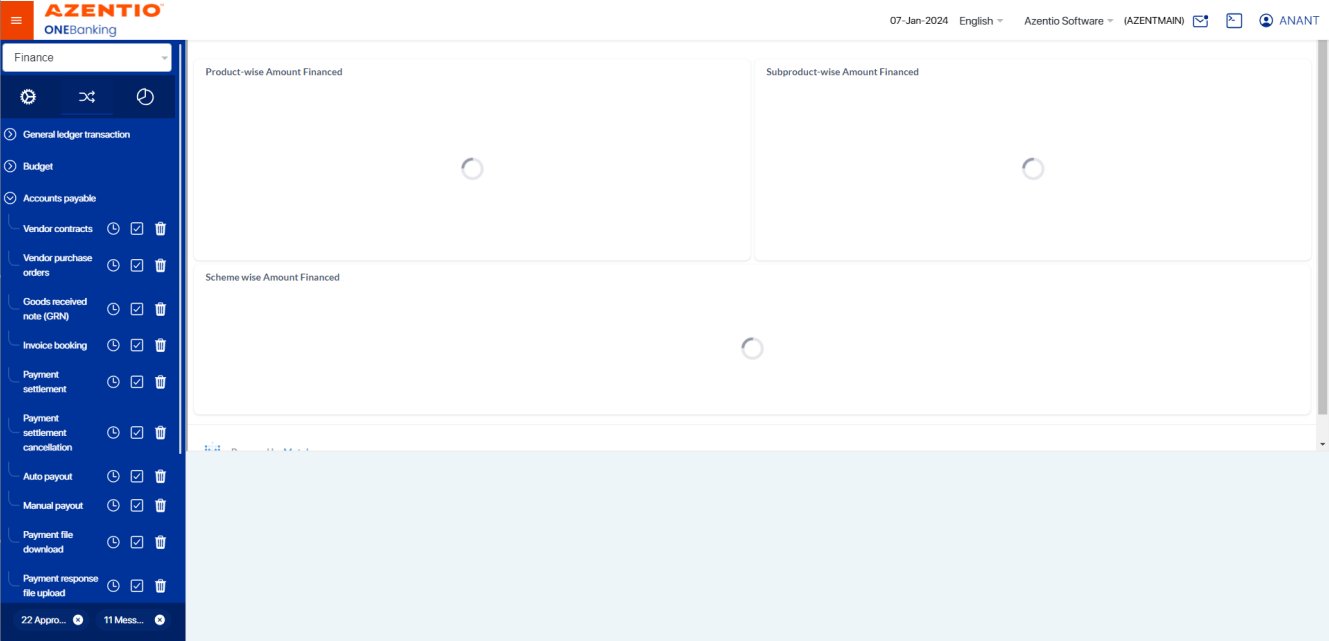 AZENTIO
ONEBanking
07-Jan-2024 English Azentio Software (AZENTMAIN) ANANT
Finance
General ledger transaction
Budget
Accounts payable
Vendor contracts
Vendor purchase
orders
Goods received
note (GRN)
Invoice booking
Payment
settlement
Payment
settlement
cancellation
Auto payout
Manual payout
Payment file
download
Payment response
file upload
22 Appro...
11 Mess...
Product-wise Amount Financed
Subproduct-wise Amount Financed
Scheme wise Amount Financed